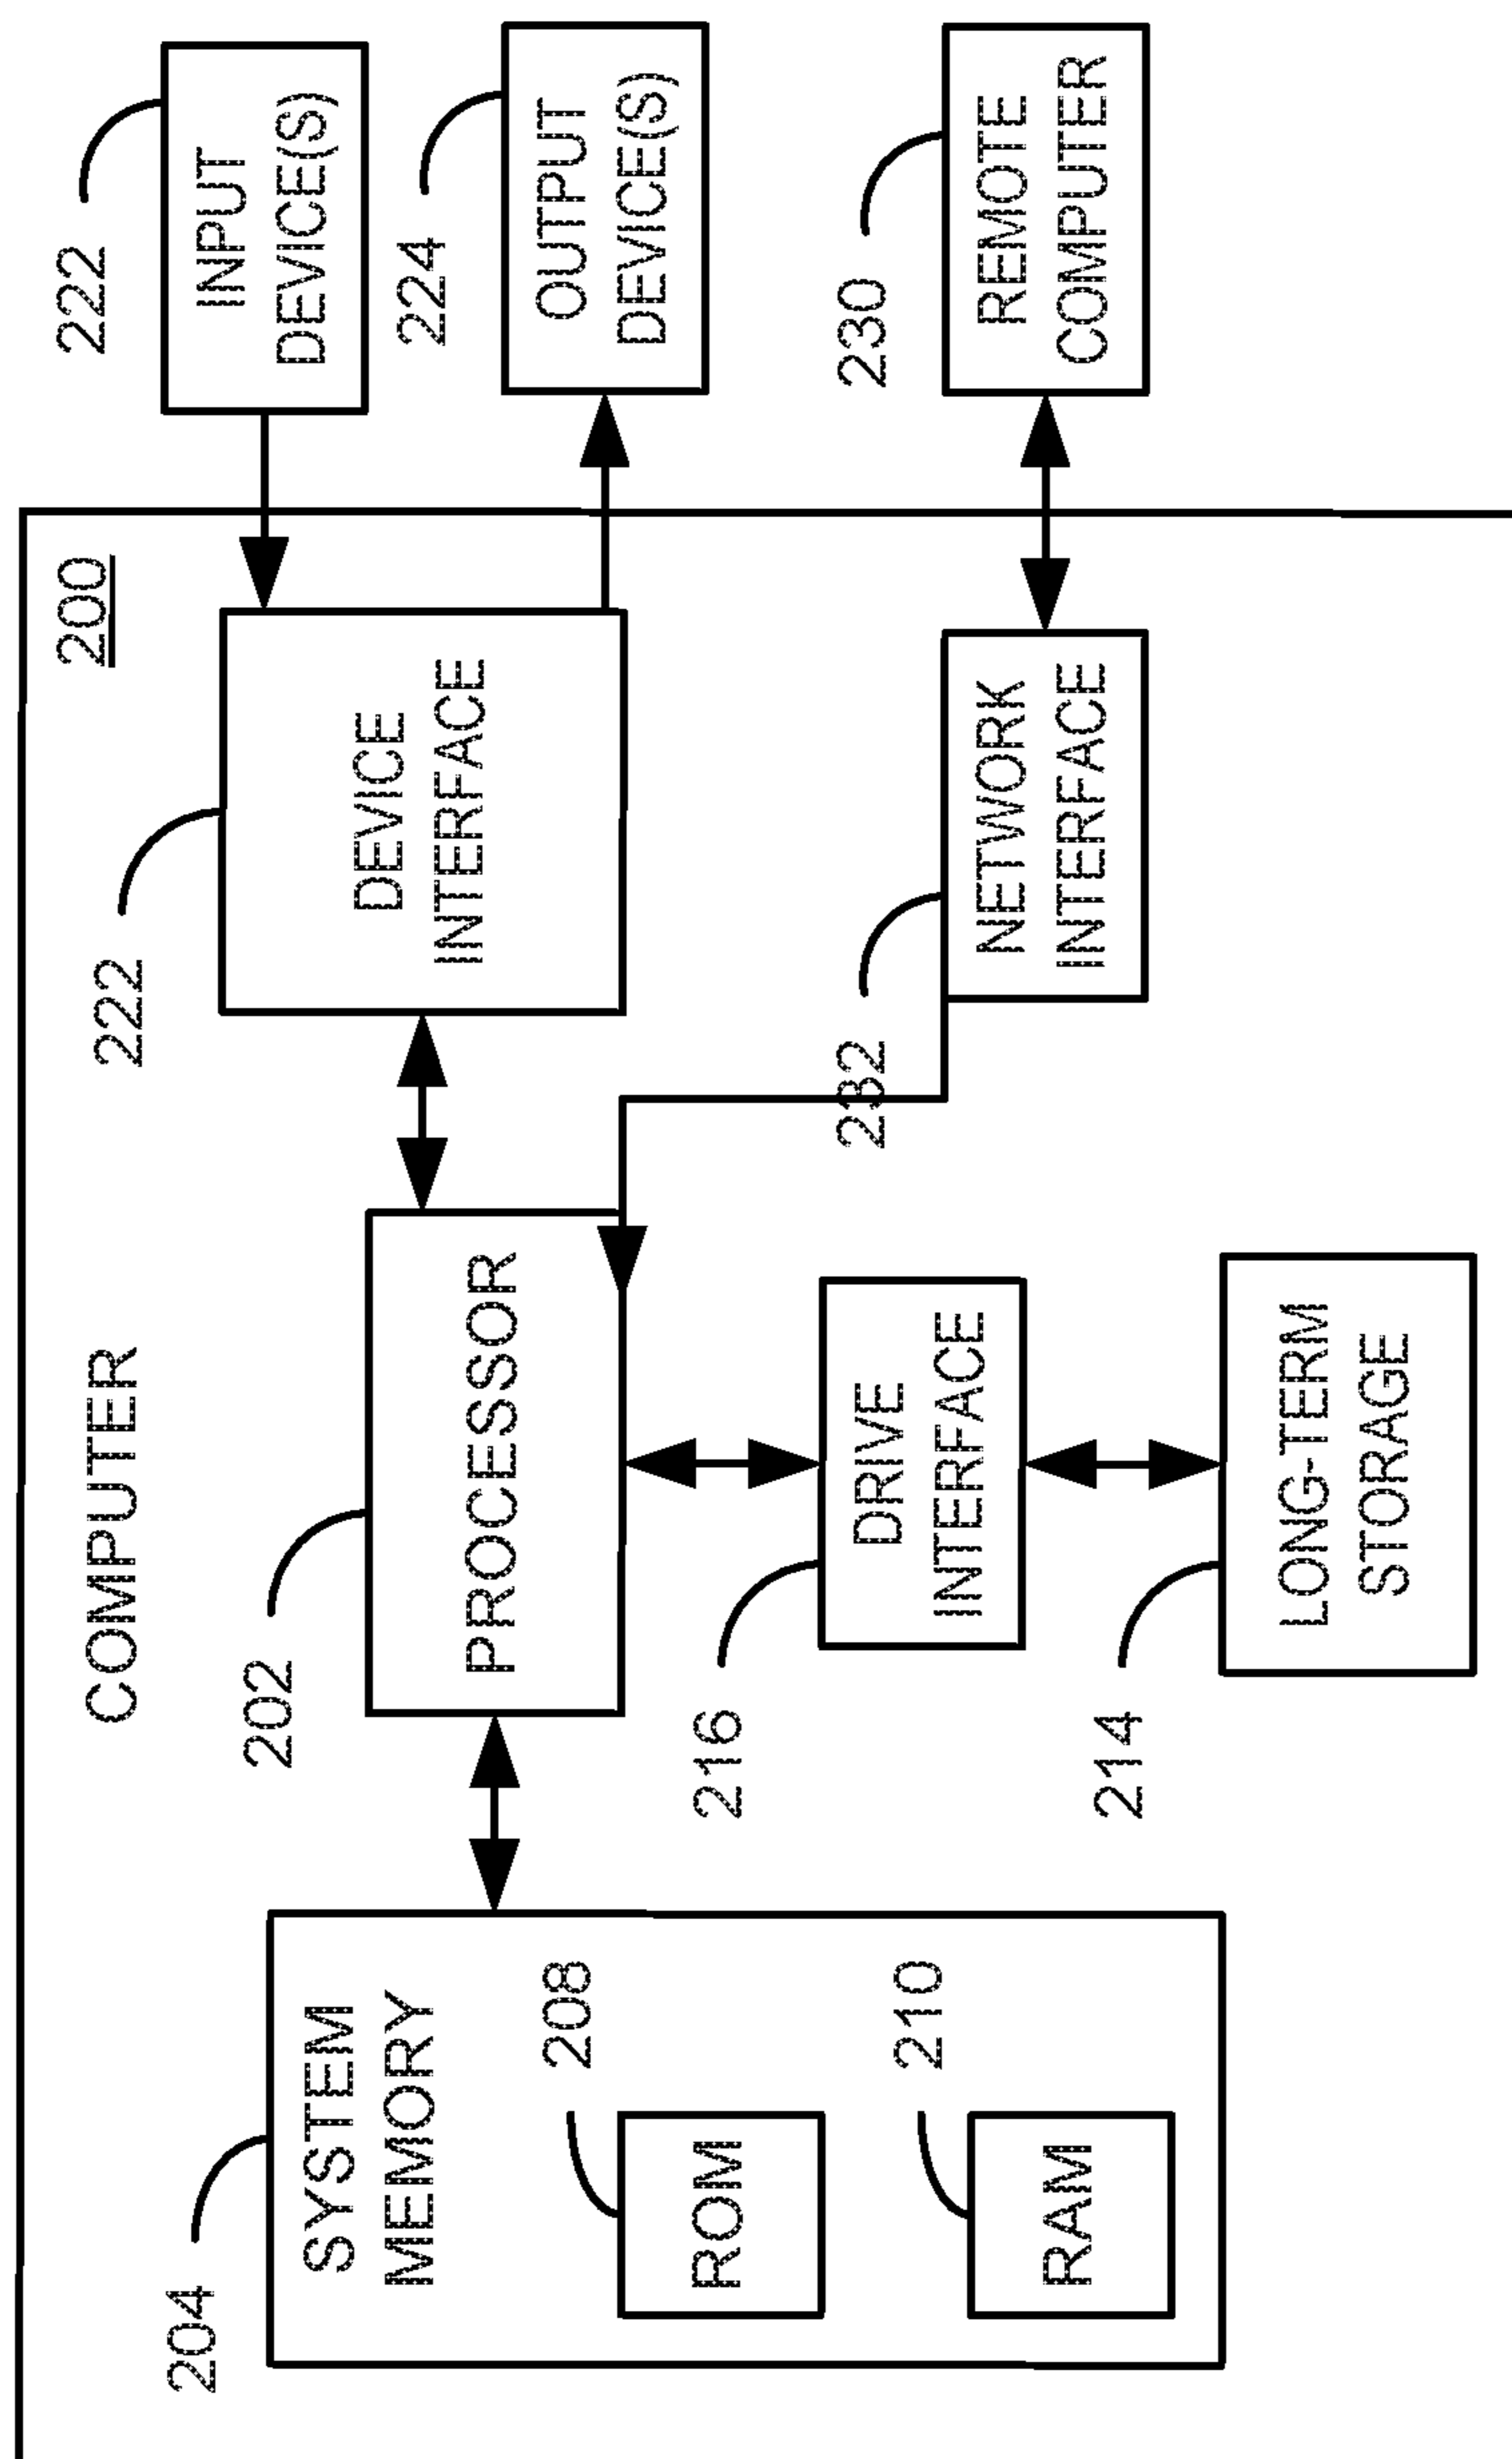 COMPUTER
200
204
SYSTEM
MEMORY
208
ROM
210
RAM
202
PROCESSOR
216
DRIVE
INTERFACE
214
LONG-TERM
STORAGE
222
DEVICE
INTERFACE
232
NETWORK
INTERFACE
222
INPUT
DEVICE(S)
224
OUTPUT
DEVICE(S)
230
REMOTE
COMPUTER